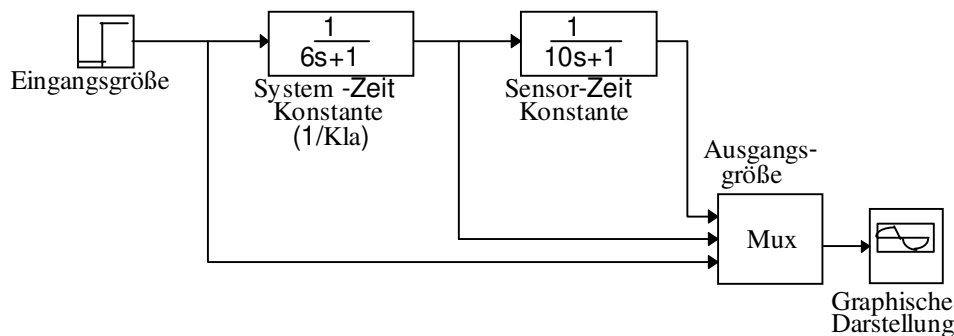 Eingangsgröße
1
6s+1
System -Zeit
Konstante
(1/Kla)
1
10s+1
Sensor-Zeit
Konstante
Ausgangs-
größe
Mux
Graphische
Darstellung